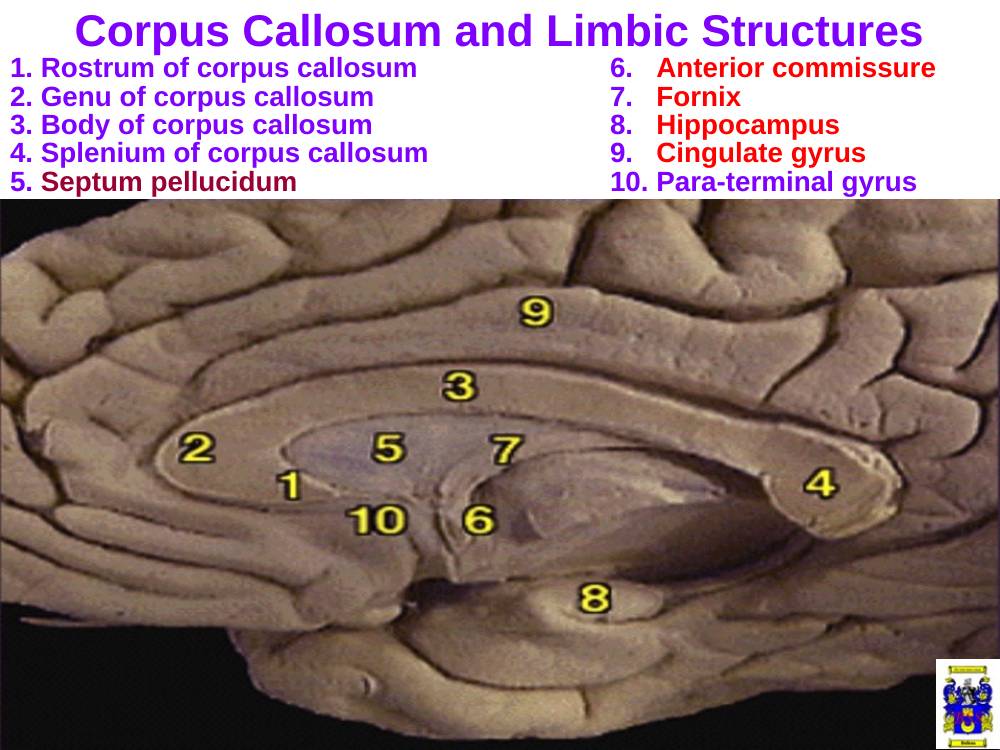 Corpus Callosum and Limbic Structures
1. Rostrum of corpus callosum
2. Genu of corpus callosum
3. Body of corpus callosum
4. Splenium of corpus callosum
5. Septum pellucidum
6. Anterior commissure
7. Fornix
8. Hippocampus
9. Cingulate gyrus
10. Para-terminal gyrus
9
3
2
5
7
1
4
10
6
8